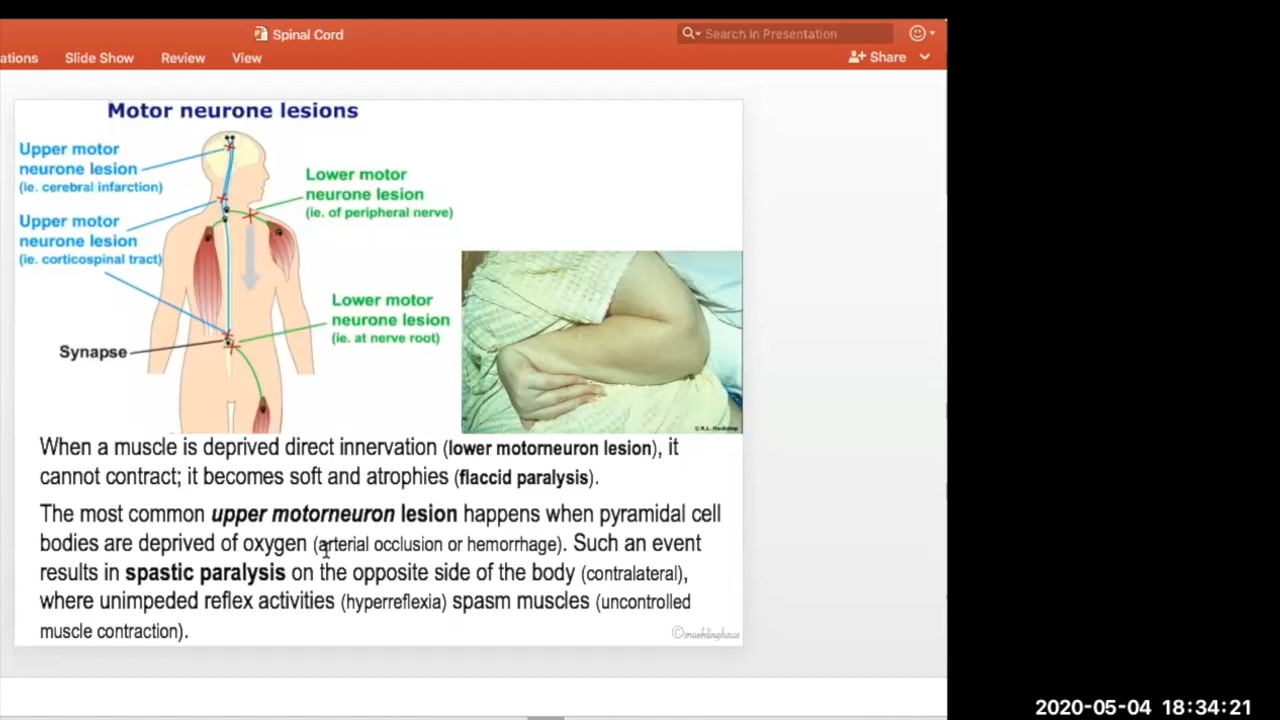 Spinal Cord
Search in Presentation
ations
Slide Show
Review
View
Share
Motor neurone lesions
Upper motor
neurone lesion
(ie. cerebral infarction)
Upper motor
neurone lesion
(ie. corticospinal tract)
Synapse
Lower motor
neurone lesion
(ie. of peripheral nerve)
Lower motor
neurone lesion
(ie. at nerve root)
When a muscle is deprived direct innervation (lower motorneuron lesion), it
cannot contract; it becomes soft and atrophies (flaccid paralysis).
The most common upper motorneuron lesion happens when pyramidal cell
bodies are deprived of oxygen (arterial occlusion or hemorrhage). Such an event
results in spastic paralysis on the opposite side of the body (contralateral),
where unimpeded reflex activities (hyperreflexia) spasm muscles (uncontrolled
muscle contraction).
©muehlinghaus
2020-05-04 18:34:21